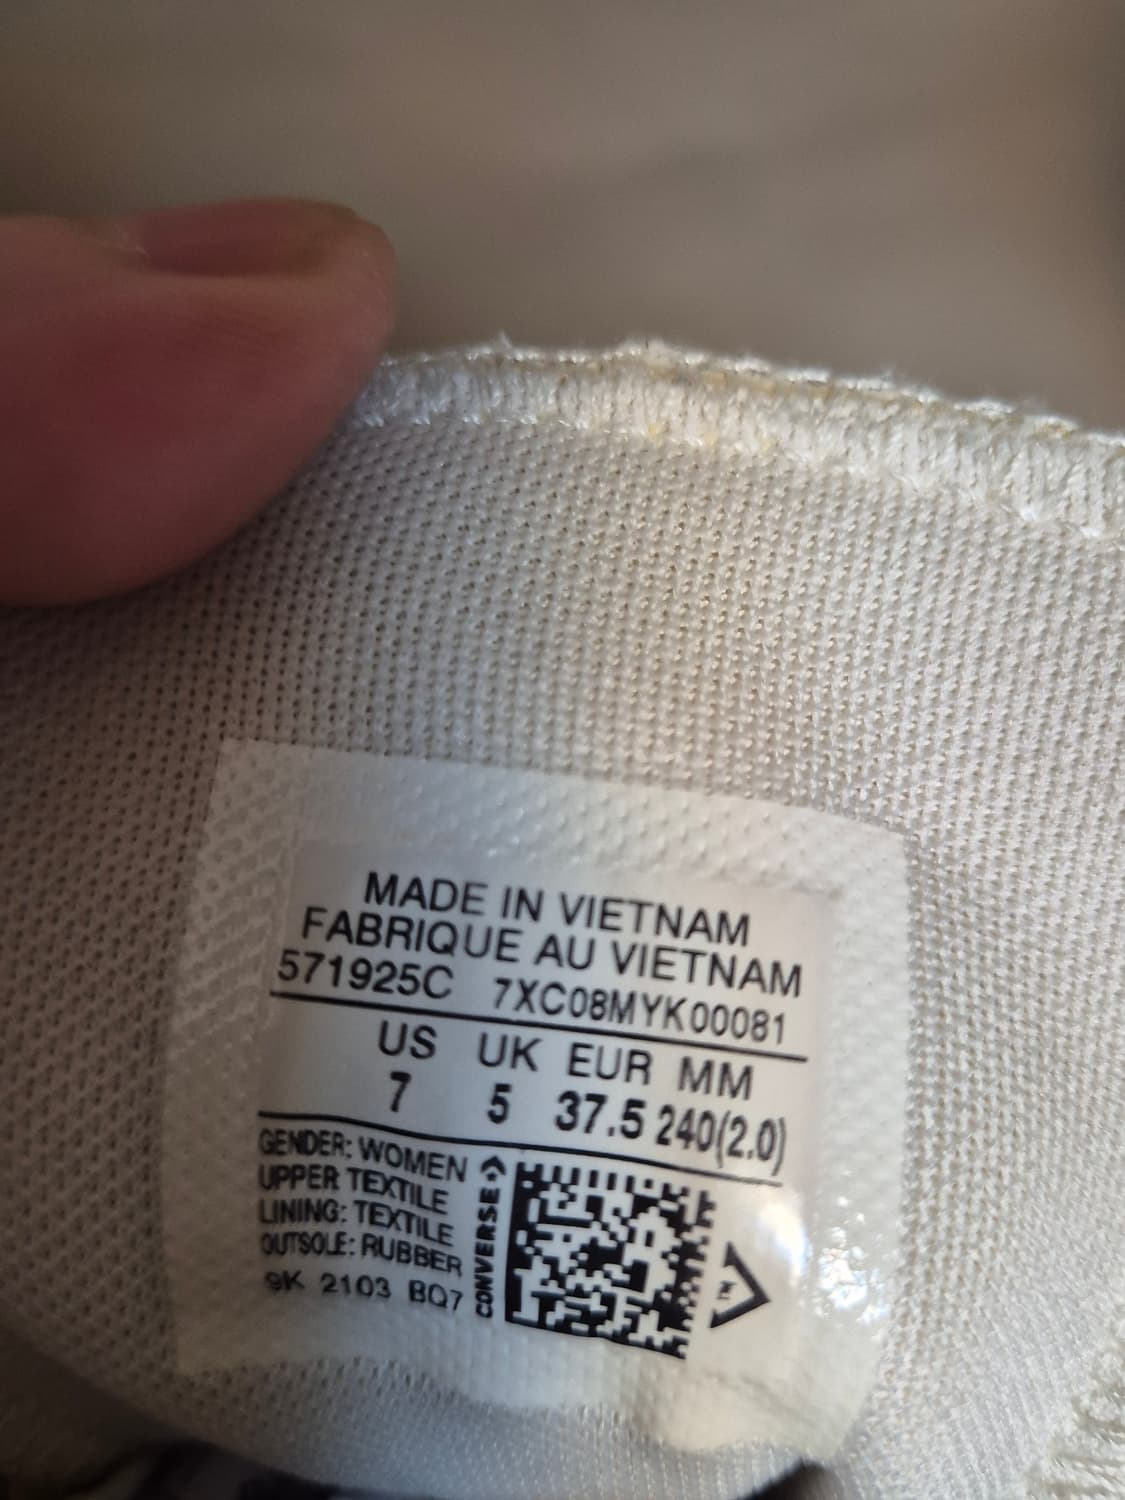 MADE IN VIETNAM
FABRIQUE AU VIETNAM
571925C 7XC08MYK00081
US UK EUR MM
7 5 37.5 240(2.0)
GENDER: WOMEN
UPPER TEXTILE
LINING: TEXTILE
OUTSOLE: RUBBER
9K 2103 BQ7
CONVERSE